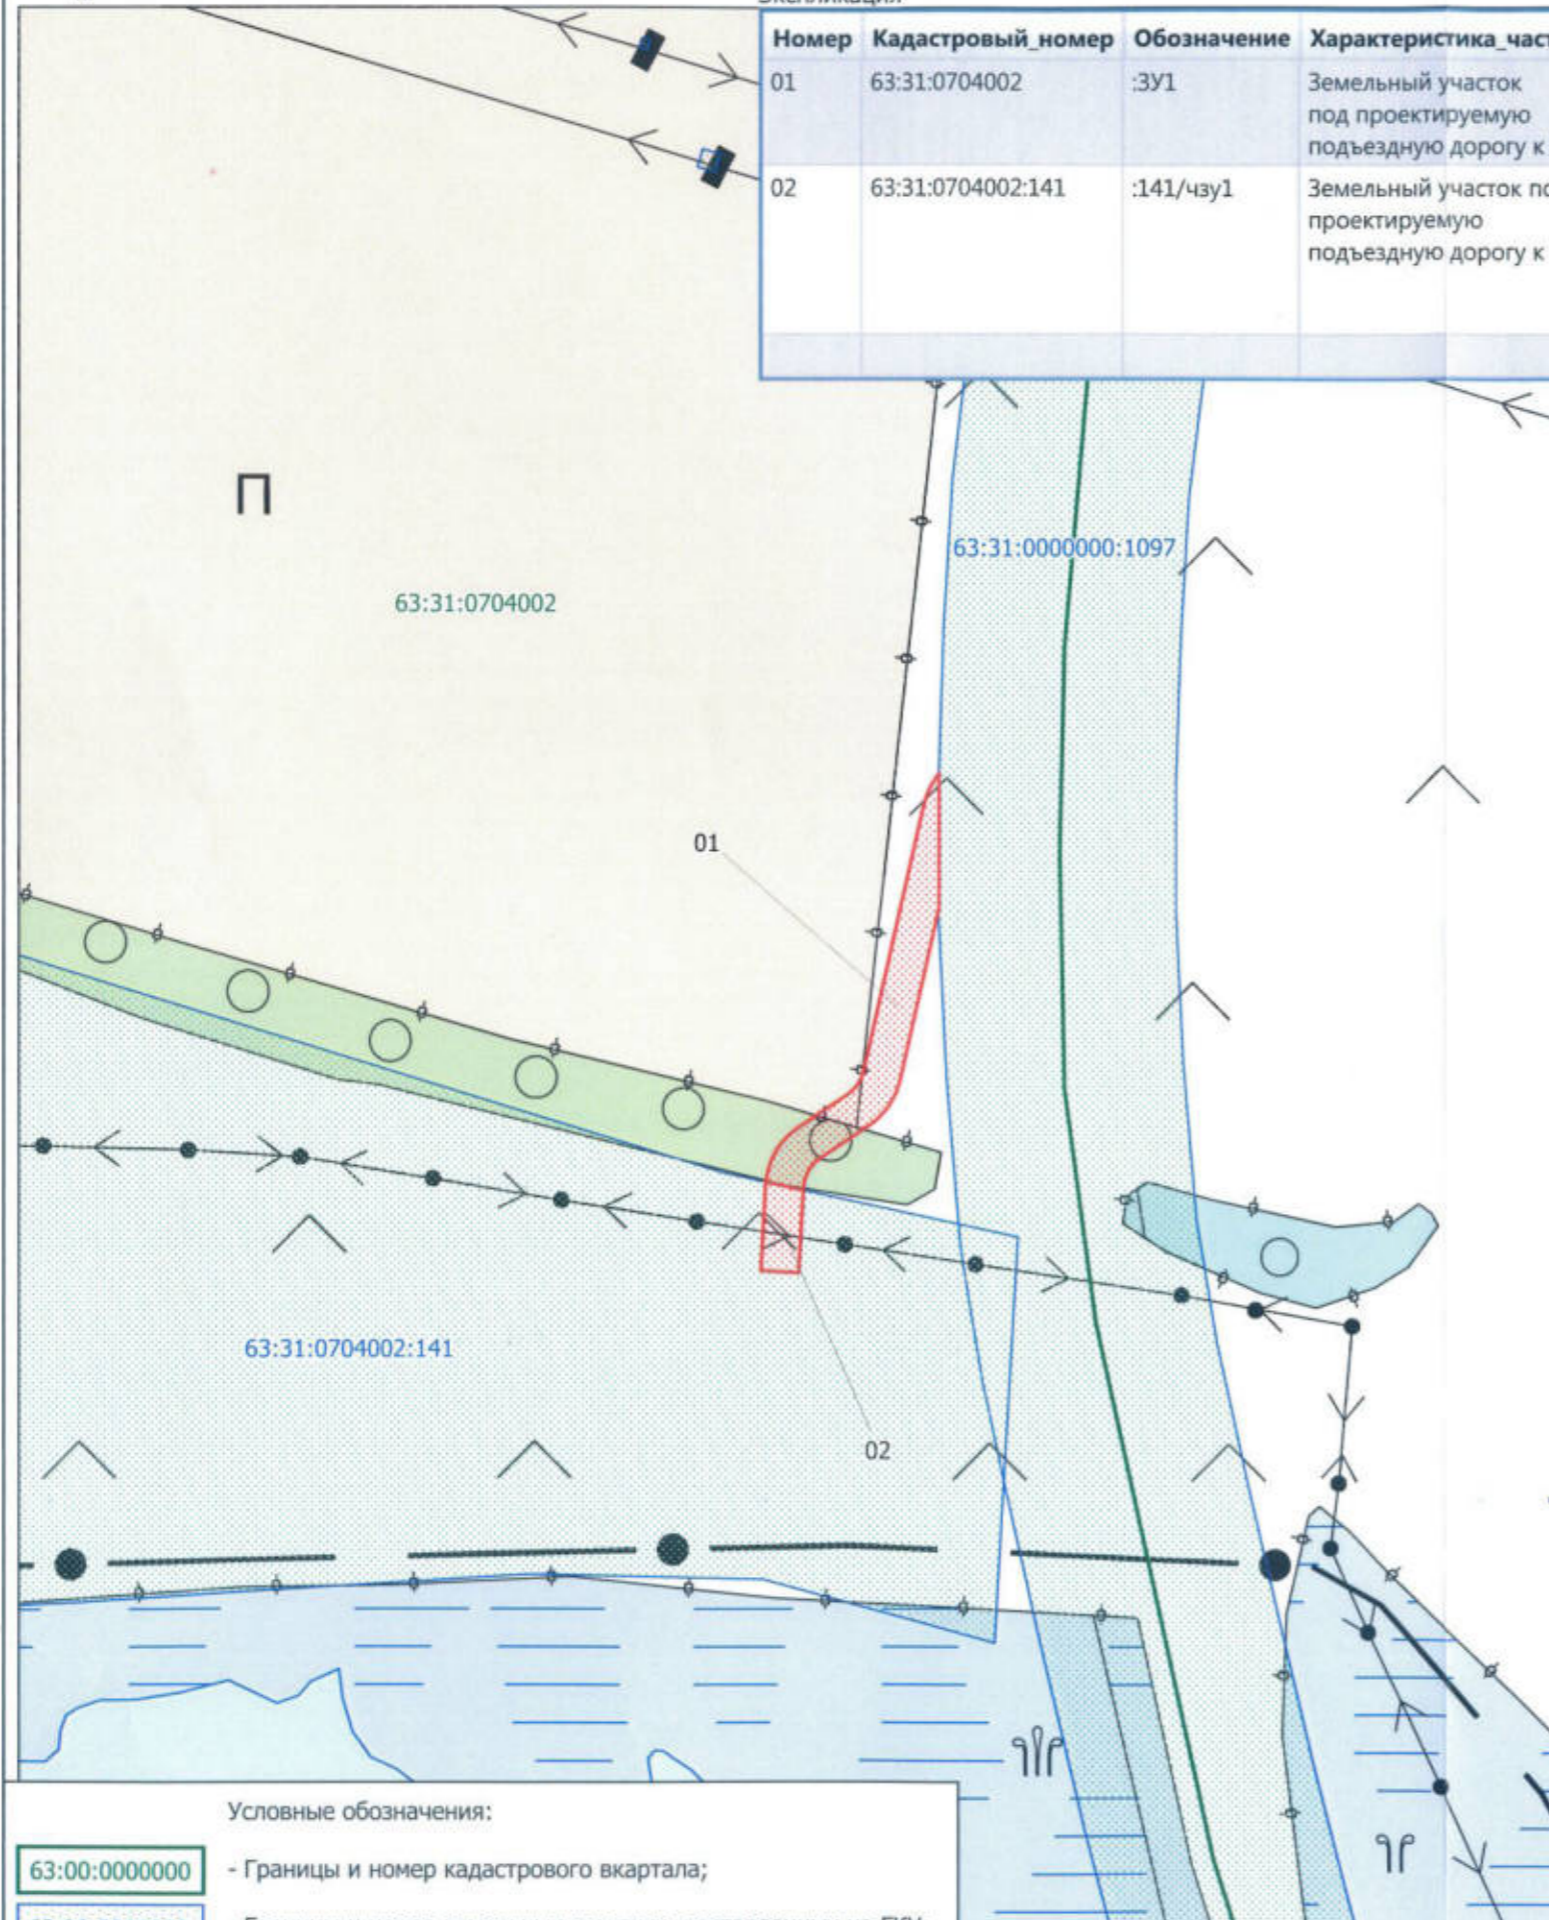 Экспликация
Номер Кадастровый_номер Обозначение Характеристика_част
01 63:31:0704002 :ЗУ1 Земельный участок
под проектируемую
подъездную дорогу к
02 63:31:0704002:141 :141/чзу1 Земельный участок по
проектируемую
подъездную дорогу к
П
63:31:0000000:1097
63:31:0704002
01
63:31:0704002:141
02
Условные обозначения:
63:00:0000000 - Границы и номер кадастрового вкартала;